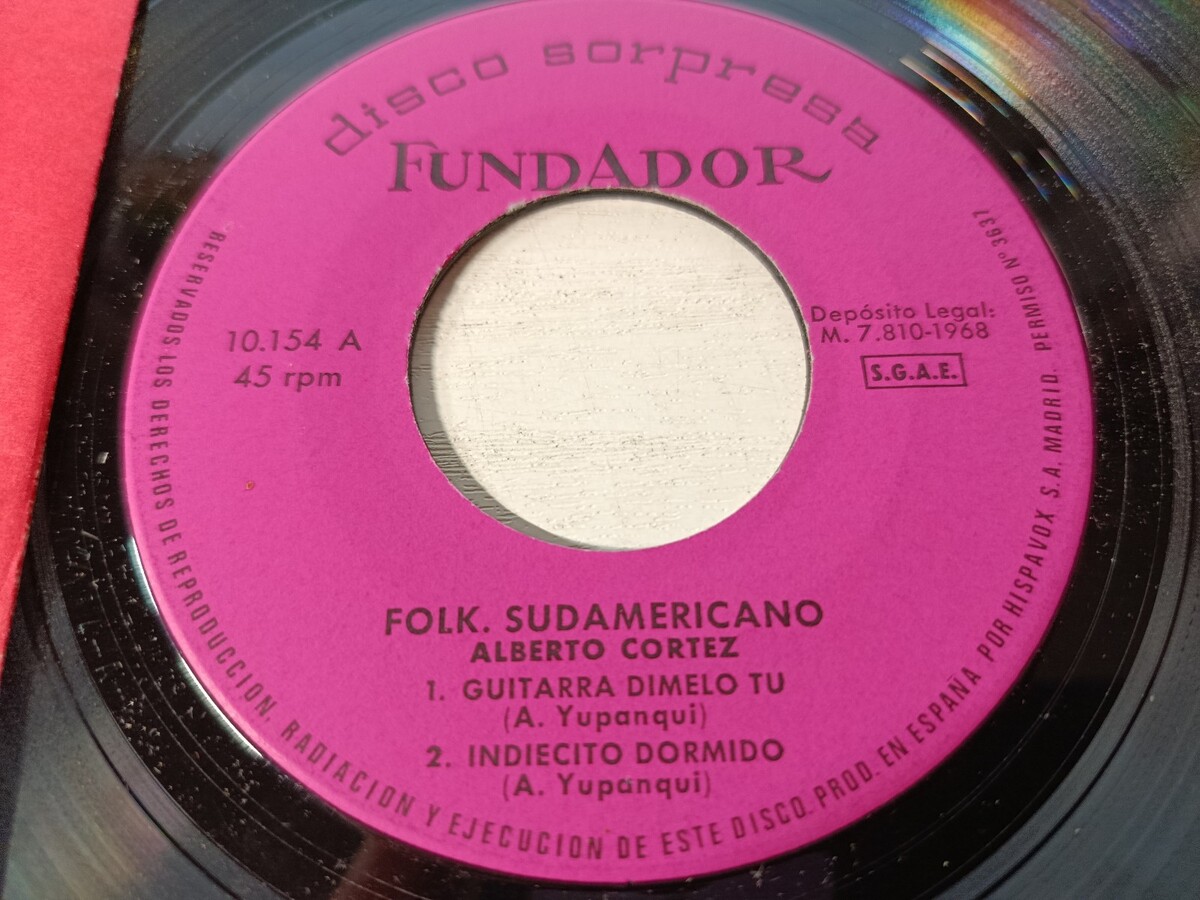 disco sorpresa
FUNDADOR
10.154 A
45 rpm
Depósito Legal:
M. 7.810-1968
S.G.A.E.
FOLK. SUDAMERICANO
ALBERTO CORTEZ
1. GUITARRA DIMELO TU
(A. Yupanqui)
2. INDIECITO DORMIDO
(A. Yupanqui)
RESERVADOS LOS DERECHOS DE REPRODUCCION, RADIACION Y EJECUCION DE ESTE DISCO. PROD. EN ESPAÑA POR HISPAVOX S.A. MADRID. PERMISO Nº 3637